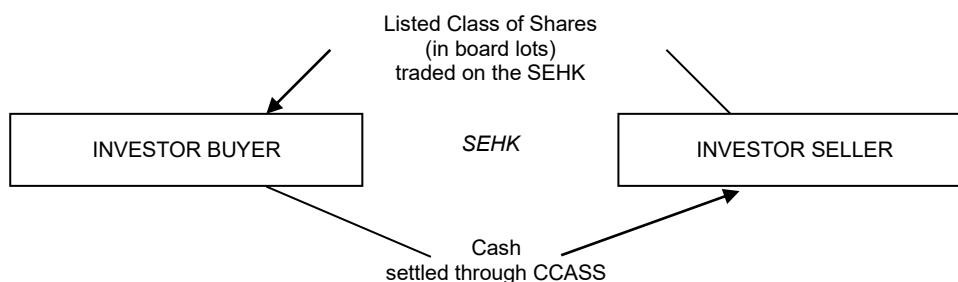 Listed Class of Shares
(in board lots)
traded on the SEHK
INVESTOR BUYER
SEHK
INVESTOR SELLER
Cash
settled through CCASS